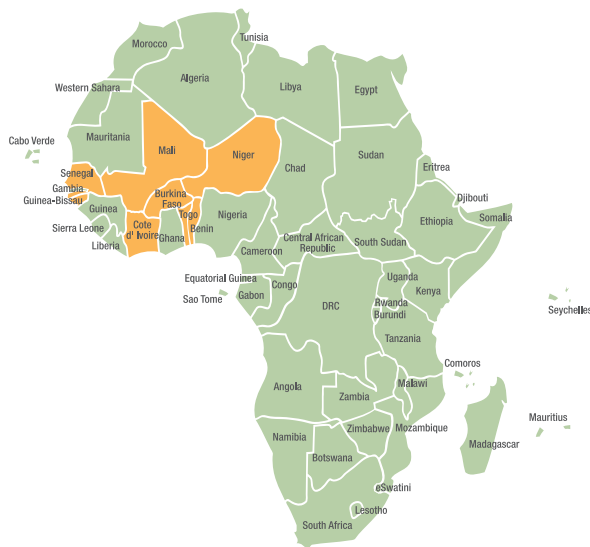 Tunisia
Morocco
Algeria
Libya
Egypt
Western Sahara
Mauritania
Cabo Verde
Mali
Niger
Chad
Sudan
Eritrea
Senegal
Gambia
Guinea-Bissau
Guinea
Burkina
Faso
Togo
Benin
Nigeria
Djibouti
Somalia
Ethiopia
Sierra Leone
Liberia
Cote
d' Ivoire
Ghana
Cameroon
Central African
Republic
South Sudan
Equatorial Guinea
Sao Tome
Gabon
Congo
DRC
Uganda
Kenya
Rwanda
Burundi
Tanzania
Seychelles
Comoros
Angola
Zambia
Malawi
Mozambique
Zimbabwe
Madagascar
Mauritius
Namibia
Botswana
eSwatini
Lesotho
South Africa